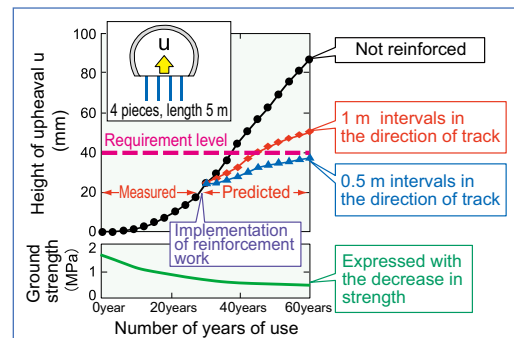 Height of upheaval u
(mm)
100
80
60
40
20
0
u
4 pieces, length 5 m
Requirement level
Measured
Predicted
Implementation
of reinforcement
work
Not reinforced
1 m intervals in
the direction of track
0.5 m intervals in
the direction of track
Ground
strength
(MPa)
2
1
0
Expressed with
the decrease in
strength
0year
20years
40years
60years
Number of years of use